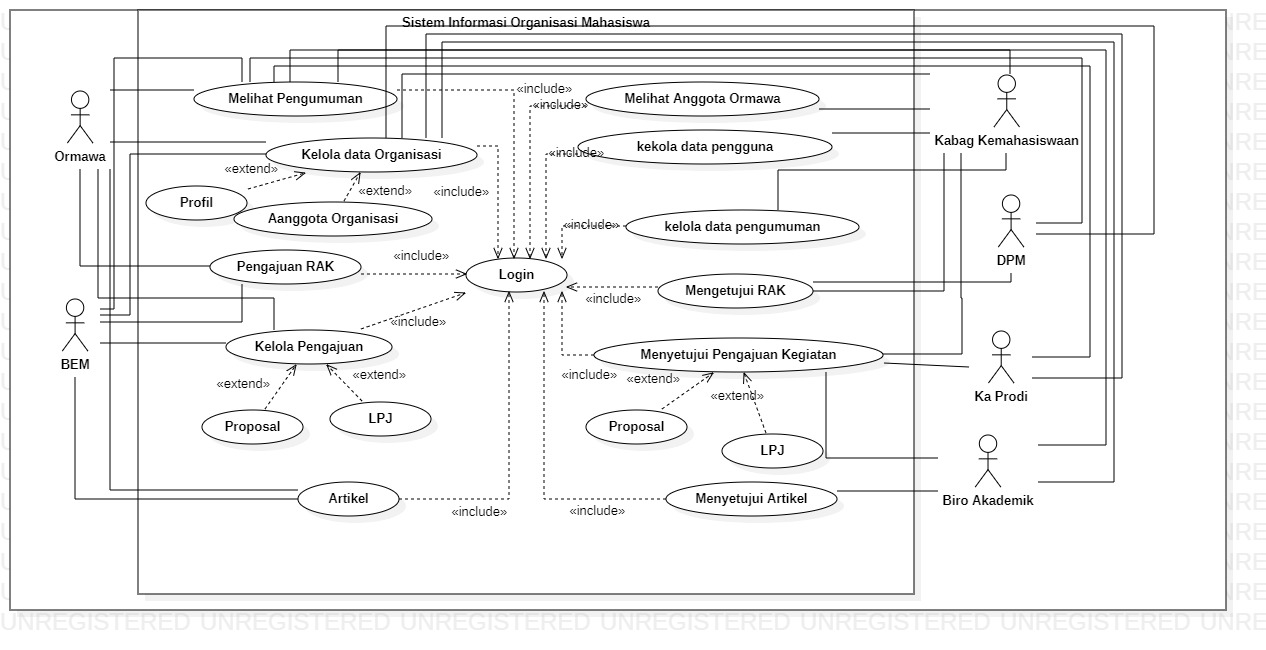 Sistem Informasi Organisasi Mahasiswa
Melihat Pengumuman
«include»
Melihat Anggota Ormawa
«include»
Ormawa
Kabag Kemahasiswaan
Kelola data Organisasi
kekola data pengguna
«include»
«extend»
«extend»
«include»
Profil
Aanggota Organisasi
«include»
kelola data pengumuman
DPM
Pengajuan RAK
«include»
Login
Mengetujui RAK
«include»
BEM
«include»
Kelola Pengajuan
Menyetujui Pengajuan Kegiatan
«extend»
«extend»
«include»
«extend»
«extend»
Ka Prodi
Proposal
LPJ
Proposal
LPJ
Artikel
Menyetujui Artikel
Biro Akademik
«include»
«include»
UNREGISTERED UNREGISTERED UNREGISTERED UNREGISTERED UNREGISTERED UNREGISTERED UNRE